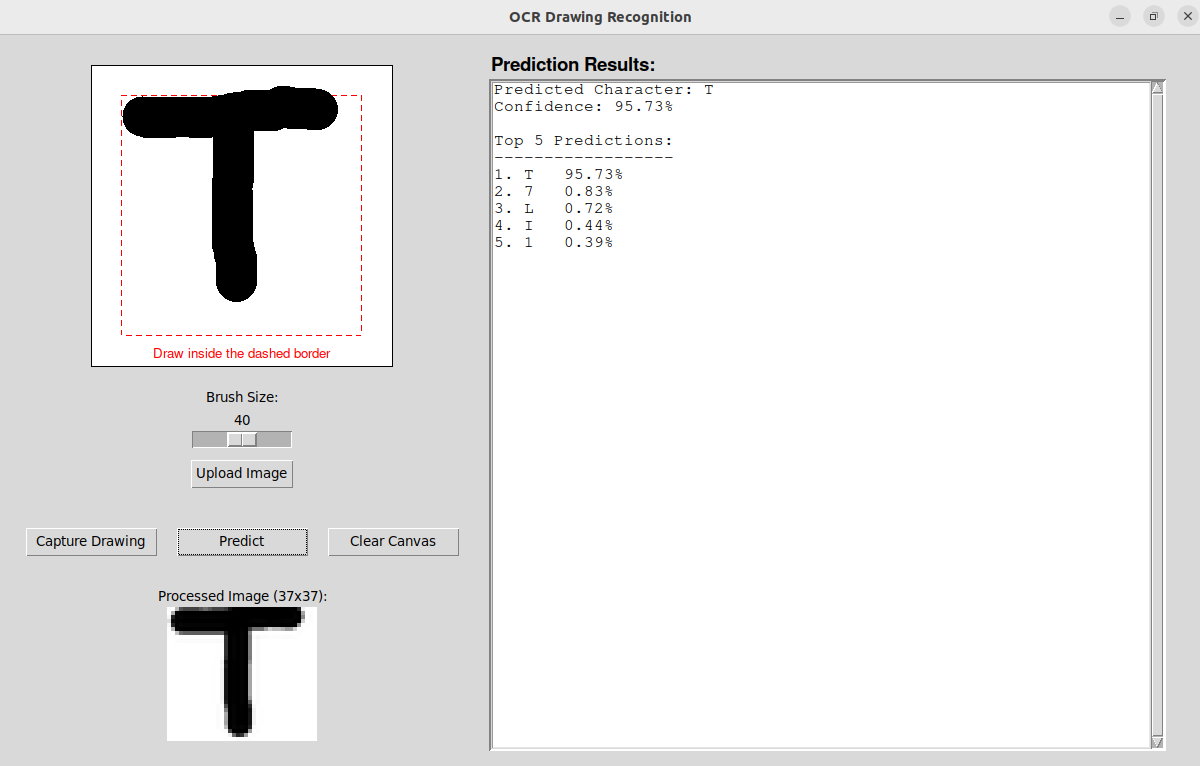 OCR Drawing Recognition
T
Draw inside the dashed border
Brush Size:
40
Upload Image
Capture Drawing Predict Clear Canvas
Processed Image (37x37):
T
Prediction Results:
Predicted Character: T
Confidence: 95.73%
Top 5 Predictions:
------------------
1. T 95.73%
2. 7 0.83%
3. L 0.72%
4. I 0.44%
5. 1 0.39%